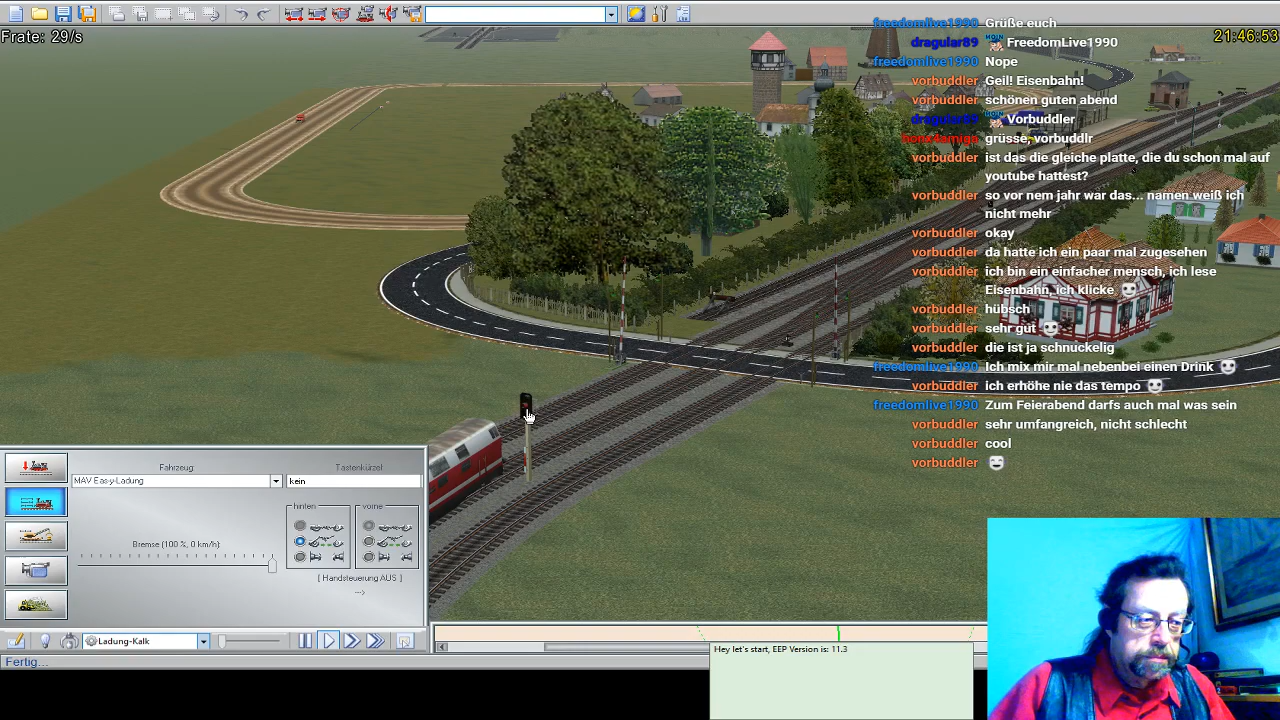 Frate: 29/s
21:46:53
freedomlive1990 Grüße euch
dragular89 FreedomLive1990
freedomlive1990 Nope
vorbuddler Geil! Eisenbahn!
vorbuddler schönen guten abend
dragular89 Vorbuddler
grüsse, vorbuddlr
vorbuddler ist das die gleiche platte, die du schon mal auf
youtube hattest?
vorbuddler so vor nem jahr war das... namen weiß ich
nicht mehr
vorbuddler okay
vorbuddler da hatte ich ein paar mal zugesehen
vorbuddler ich bin ein einfacher mensch, ich lese
Eisenbahn, ich klicke
vorbuddler hübsch
vorbuddler sehr gut
vorbuddler die ist ja schnuckelig
freedomlive1990 Ich mix mir mal nebenbei einen Drink
vorbuddler ich erhöhe nie das tempo
freedomlive1990 Zum Feierabend darfs auch mal was sein
vorbuddler sehr umfangreich, nicht schlecht
vorbuddler cool
vorbuddler
Fahrzeug:
Tastenkürzel
MAV Eas-y-Ladung
kein
hinten
vorne
Bremse (100 %, 0 km/h)
[ Handsteuerung AUS ]
-->
Ladung-Kalk
Fertig...
Hey let's start, EEP Version is: 11.3